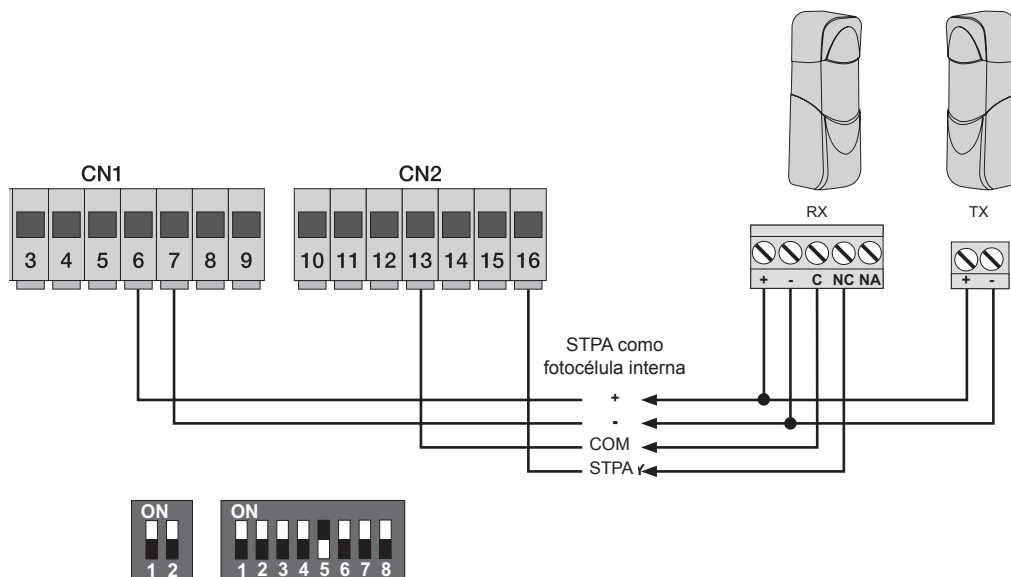 CN1
CN2
3 4 5 6 7 8 9
10 11 12 13 14 15 16
RX
TX
+ - C NC NA
+ -
STPA como
fotocélula interna
+
-
COM
STPA
ON
1 2
ON
1 2 3 4 5 6 7 8